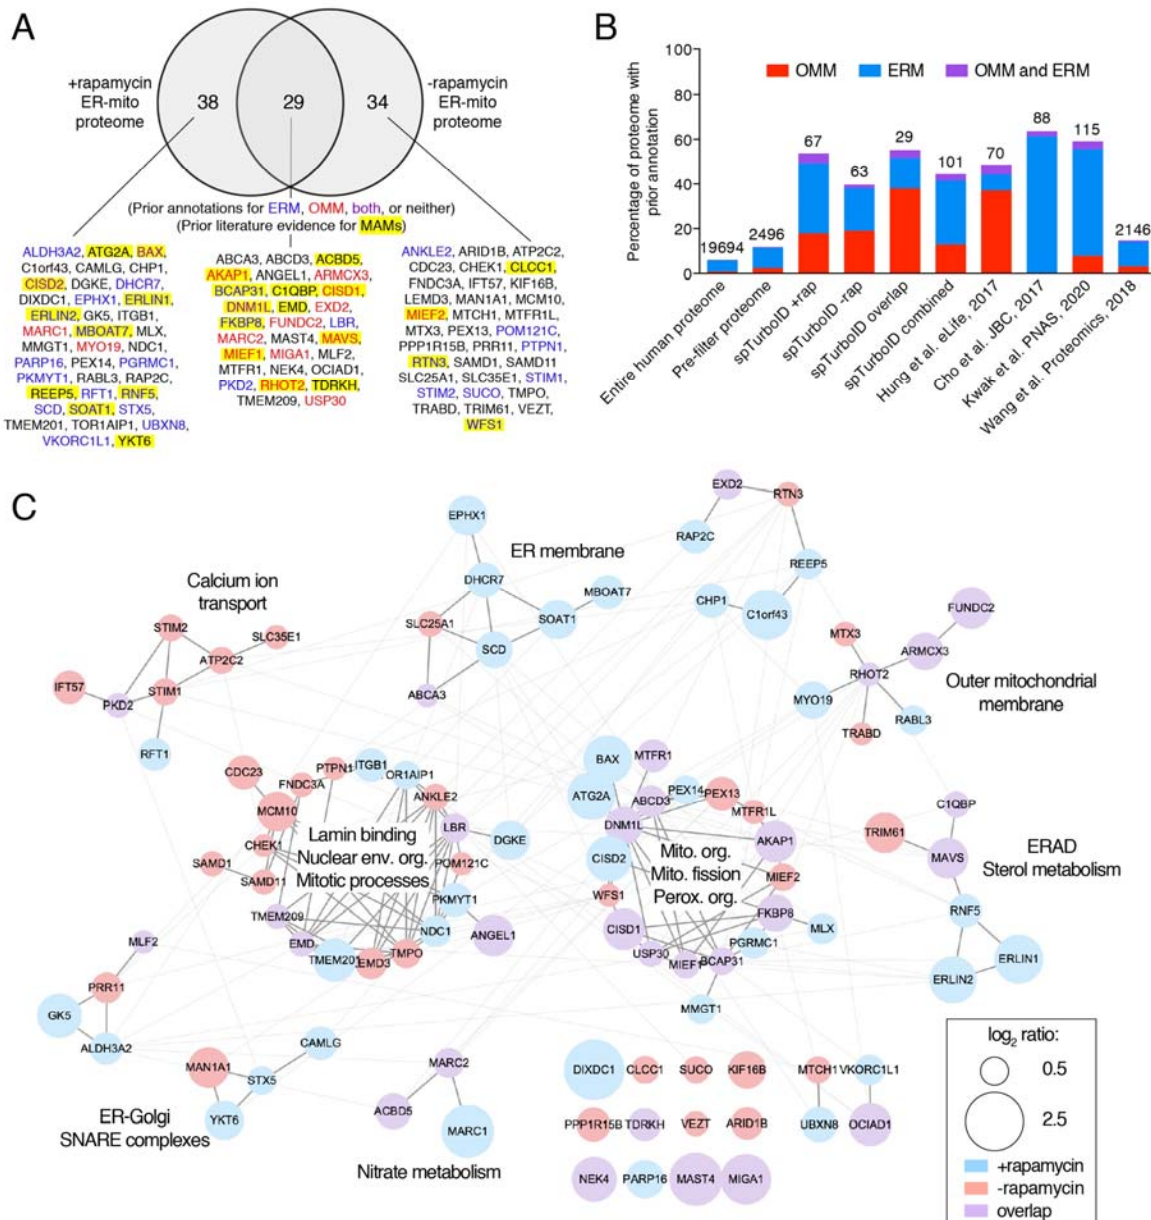 A
+rapamycin
ER-mito
proteome
38
29
34
-rapamycin
ER-mito
proteome
(Prior annotations for ERM, OMM, both, or neither)
(Prior literature evidence for MAMs)
ALDH3A2, ATG2A, BAX,
C1orf43, CAMLG, CHP1,
CISD2, DGKE, DHCR7,
DIXDC1, EPHX1, ERLIN1,
ERLIN2, GK5, ITGB1,
MARC1, MBOAT7, MLX,
MMGT1, MYO19, NDC1,
PARP16, PEX14, PGRMC1,
PKMYT1, RABL3, RAP2C,
REEP5, RFT1, RNF5,
SCD, SOAT1, STX5,
TMEM201, TOR1AIP1, UBXN8,
VKORC1L1, YKT6
ABCA3, ABCD3, ACBD5,
AKAP1, ANGEL1, ARMCX3,
BCAP31, C1QBP, CISD1,
DNM1L, EMD, EXD2,
FKBP8, FUNDC2, LBR,
MARC2, MAST4, MAVS,
MIEF1, MIGA1, MLF2,
MTFR1, NEK4, OCIAD1,
PKD2, RHOT2, TDRKH,
TMEM209, USP30
ANKLE2, ARID1B, ATP2C2,
CDC23, CHEK1, CLCC1,
FNDC3A, IFT57, KIF16B,
LEMD3, MAN1A1, MCM10,
MIEF2, MTCH1, MTFR1L,
MTX3, PEX13, POM121C,
PPP1R15B, PRR11, PTPN1,
RTN3, SAMD1, SAMD11
SLC25A1, SLC35E1, STIM1,
STIM2, SUCO, TMPO,
TRABD, TRIM61, VEZT,
WFS1
B
Percentage of proteome with
prior annotation
100
80
60
40
20
0
OMM
ERM
OMM and ERM
19694
2496
67
63
29
101
70
88
115
2146
Entire human proteome
Pre-filter proteome
spTurboID +rap
spTurboID -rap
spTurboID overlap
spTurboID combined
Hung et al. eLife, 2017
Cho et al. JBC, 2017
Kwak et al. PNAS, 2020
Wang et al. Proteomics, 2018
C
Calcium ion
transport
STIM2
SLC35E1
ATP2C2
IFT57
PKD2
STIM1
RFT1
ER membrane
EPHX1
DHCR7
MBOAT7
SLC25A1
SOAT1
SCD
ABCA3
EXD2
RTN3
RAP2C
REEP5
CHP1
C1orf43
Outer mitochondrial
membrane
FUNDC2
MTX3
ARMCX3
RHOT2
MYO19
RABL3
TRABD
Lamin binding
Nuclear env. org.
Mitotic processes
CDC23
FNDC3A
PTPN1
ITGB1
OR1AIP1
MCM10
ANKLE2
LBR
DGKE
CHEK1
SAMD1
SAMD11
POM121C
PKMYT1
TMEM209
NDC1
ANGEL1
EMD
TMEM201
EMD3
TMPO
Mito. org.
Mito. fission
Perox. org.
BAX
MTFR1
ATG2A
ABCD3
PEX14
PEX13
DNM1L
MTFR1L
AKAP1
CISD2
MIEF2
WFS1
FKBP8
CISD1
MLX
PGRMC1
USP30
MIEF1
BCAP31
MMGT1
ERAD
Sterol metabolism
C1QBP
TRIM61
MAVS
RNF5
ERLIN1
ERLIN2
MLF2
PRR11
GK5
ALDH3A2
ER-Golgi
SNARE complexes
CAMLG
MAN1A1
STX5
YKT6
Nitrate metabolism
MARC2
ACBD5
MARC1
DIXDC1
CLCC1
SUCO
KIF16B
MTCH1
VKORC1L1
PPP1R15B
TDRKH
VEZT
ARID1B
UBXN8
OCIAD1
NEK4
PARP16
MAST4
MIGA1
log2 ratio:
0.5
2.5
+rapamycin
-rapamycin
overlap